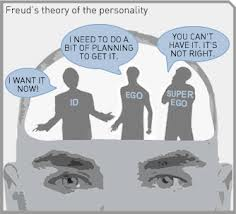 Freud's theory of the personality
I WANT IT
NOW!
I NEED TO DO A
BIT OF PLANNING
TO GET IT.
YOU CAN'T
HAVE IT. IT'S
NOT RIGHT.
ID
EGO
SUPER
EGO